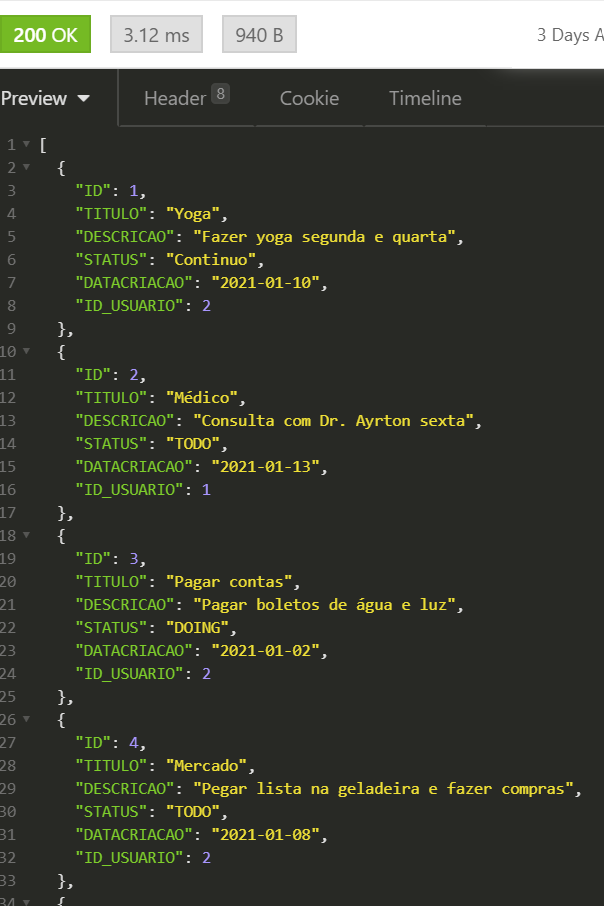 200 OK 3.12 ms 940 B 3 Days A
Preview Header 8 Cookie Timeline
1 [
2 {
3 "ID": 1,
4 "TITULO": "Yoga",
5 "DESCRICAO": "Fazer yoga segunda e quarta",
6 "STATUS": "Continuo",
7 "DATACRIACAO": "2021-01-10",
8 "ID_USUARIO": 2
9 },
10 {
11 "ID": 2,
12 "TITULO": "Médico",
13 "DESCRICAO": "Consulta com Dr. Ayrton sexta",
14 "STATUS": "TODO",
15 "DATACRIACAO": "2021-01-13",
16 "ID_USUARIO": 1
17 },
18 {
19 "ID": 3,
20 "TITULO": "Pagar contas",
21 "DESCRICAO": "Pagar boletos de água e luz",
22 "STATUS": "DOING",
23 "DATACRIACAO": "2021-01-02",
24 "ID_USUARIO": 2
25 },
26 {
27 "ID": 4,
28 "TITULO": "Mercado",
29 "DESCRICAO": "Pegar lista na geladeira e fazer compras",
30 "STATUS": "TODO",
31 "DATACRIACAO": "2021-01-08",
32 "ID_USUARIO": 2
33 },
34 {